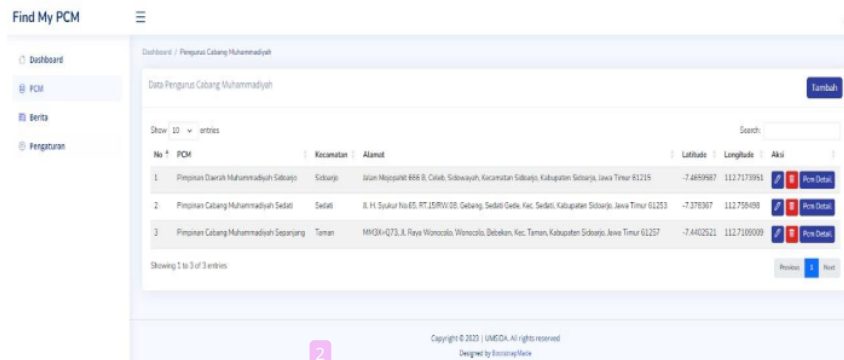 Find My PCM
Dashboard
PCM
Berita
Pengaturan
Dashboard / Pengurus Cabang Muhammadiyah
Data Pengurus Cabang Muhammadiyah
Tambah
Show 10 entries
Search:
No PCM Kecamatan Alamat Latitude Longitude Aksi
1 Pimpinan Daerah Muhammadiyah Sidoarjo Sidoarjo Jalan Mojopahit 666 B, Celeb, Sidowayah, Kecamatan Sidoarjo, Kabupaten Sidoarjo, Jawa Timur 61215 -7.4659587 112.7173951 Pcm Detail
2 Pimpinan Cabang Muhammadiyah Sedati Sedati Jl. H. Syukur No.65, RT.15/RW.08, Gebang, Sedati Gede, Kec. Sedati, Kabupaten Sidoarjo, Jawa Timur 61253 -7.378367 112.759498 Pcm Detail
3 Pimpinan Cabang Muhammadiyah Sepanjang Taman MM3X+Q73, Jl. Raya Wonocolo, Wonocolo, Bebekan, Kec. Taman, Kabupaten Sidoarjo, Jawa Timur 61257 -7.4402521 112.7109009 Pcm Detail
Showing 1 to 3 of 3 entries
Previous 1 Next
Copyright © 2023 | UMSIDA. All rights reserved
Designed by BootstrapMade
2